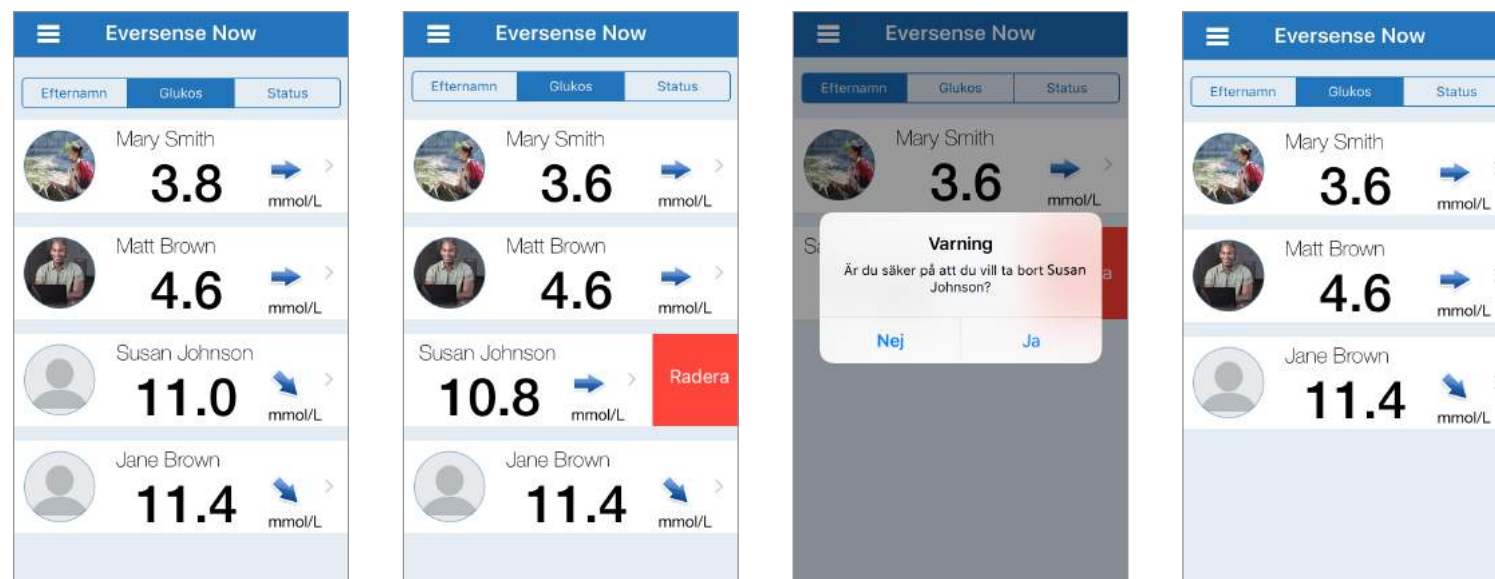 Eversense Now
Efternamn Glukos Status
Mary Smith
3.8
mmol/L
Matt Brown
4.6
mmol/L
Susan Johnson
11.0
mmol/L
Jane Brown
11.4
mmol/L
Eversense Now
Efternamn Glukos Status
Mary Smith
3.6
mmol/L
Matt Brown
4.6
mmol/L
Susan Johnson
10.8
mmol/L
Radera
Jane Brown
11.4
mmol/L
Eversense Now
Efternamn Glukos Status
Mary Smith
3.6
mmol/L
Varning
Är du säker på att du vill ta bort Susan
Johnson?
Nej Ja
Eversense Now
Efternamn Glukos Status
Mary Smith
3.6
mmol/L
Matt Brown
4.6
mmol/L
Jane Brown
11.4
mmol/L